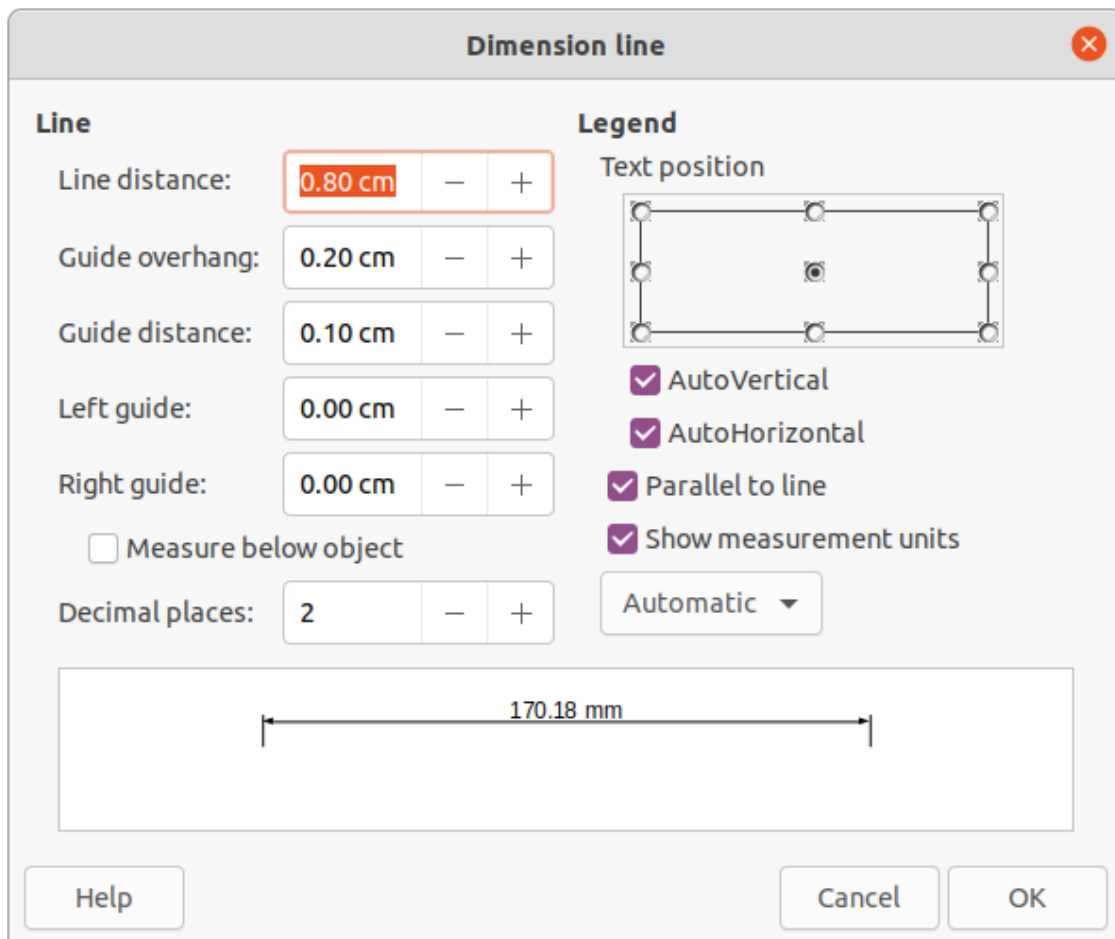 Dimension line
Line
Line distance: 0.80 cm
Guide overhang: 0.20 cm
Guide distance: 0.10 cm
Left guide: 0.00 cm
Right guide: 0.00 cm
Measure below object
Decimal places: 2
Legend
Text position
AutoVertical
AutoHorizontal
Parallel to line
Show measurement units
Automatic
170.18 mm
Help
Cancel
OK